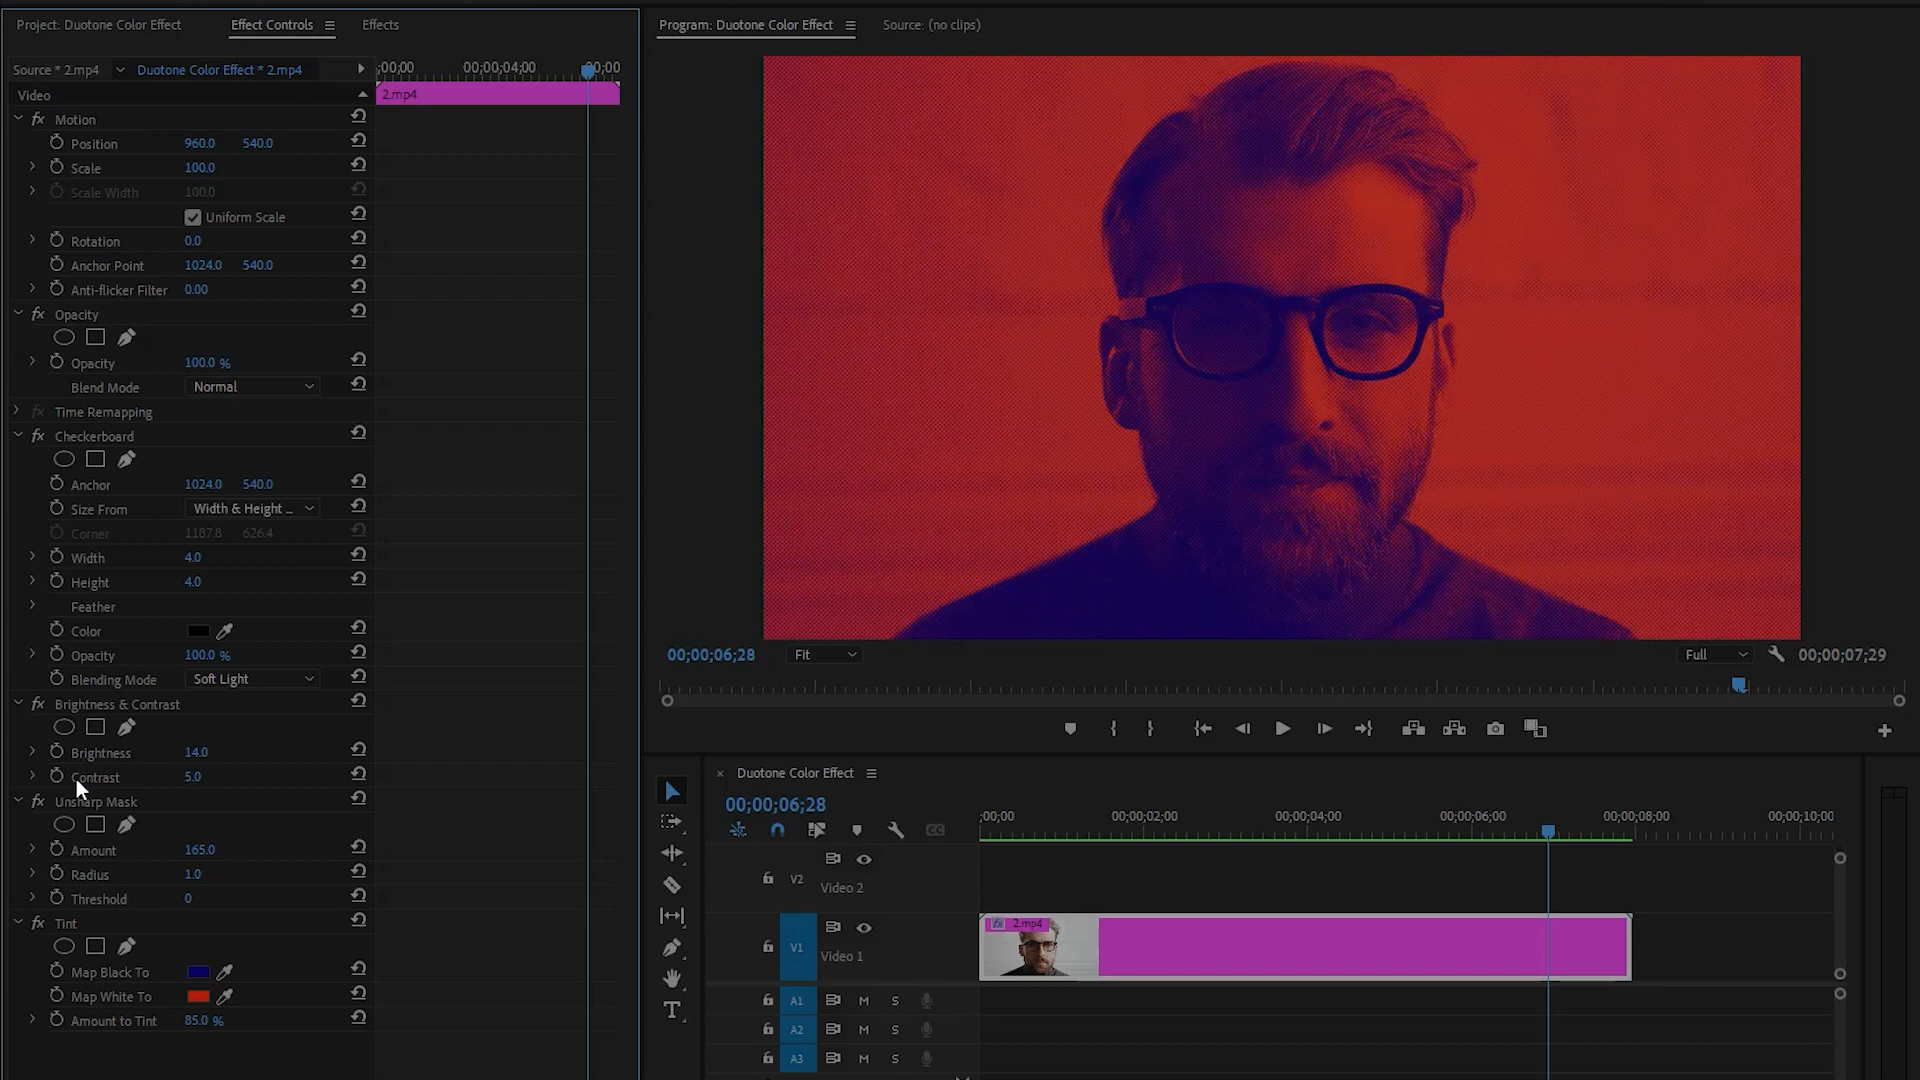 Project: Duotone Color Effect
Effect Controls
Effects
Source * 2.mp4
Duotone Color Effect * 2.mp4
;00;00
00;00;04;00
Video
2.mp4
fx Motion
Position 960.0 540.0
Scale 100.0
Scale Width 100.0
Uniform Scale
Rotation 0.0
Anchor Point 1024.0 540.0
Anti-flicker Filter 0.00
fx Opacity
Opacity 100.0 %
Blend Mode Normal
fx Time Remapping
fx Checkerboard
Anchor 1024.0 540.0
Size From Width & Height ...
Corner 1187.8 626.4
Width 4.0
Height 4.0
Feather
Color
Opacity 100.0 %
Blending Mode Soft Light
fx Brightness & Contrast
Brightness 14.0
Contrast 5.0
fx Unsharp Mask
Amount 165.0
Radius 1.0
Threshold 0
fx Tint
Map Black To
Map White To
Amount to Tint 85.0 %
Program: Duotone Color Effect
Source: (no clips)
00;00;06;28
Fit
Full
00;00;07;29
× Duotone Color Effect
00;00;06;28
;00;00
00;00;02;00
00;00;04;00
00;00;06;00
00;00;08;00
00;00;10;00
V2
Video 2
V1
Video 1
fx 2.mp4
A1 M S
A2 M S
A3 M S